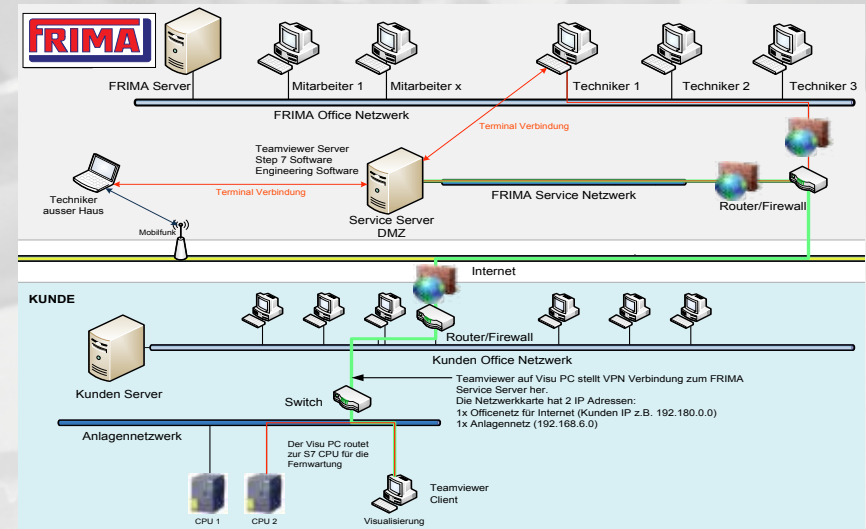 FRIMA
FRIMA Server
Mitarbeiter 1
Mitarbeiter x
Techniker 1
Techniker 2
Techniker 3
FRIMA Office Netzwerk
Terminal Verbindung
Teamviewer Server
Step 7 Software
Engineering Software
Techniker
ausser Haus
Terminal Verbindung
Mobilfunk
Service Server
DMZ
FRIMA Service Netzwerk
Router/Firewall
Internet
KUNDE
Kunden Server
Router/Firewall
Kunden Office Netzwerk
Teamviewer auf Visu PC stellt VPN Verbindung zum FRIMA
Service Server her.
Die Netzwerkkarte hat 2 IP Adressen:
1x Officenetz für Internet (Kunden IP z.B. 192.180.0.0)
1x Anlagennetz (192.168.6.0)
Switch
Anlagennetzwerk
Der Visu PC routet
zur S7 CPU für die
Fernwartung
Teamviewer
Client
CPU 1
CPU 2
Visualisierung